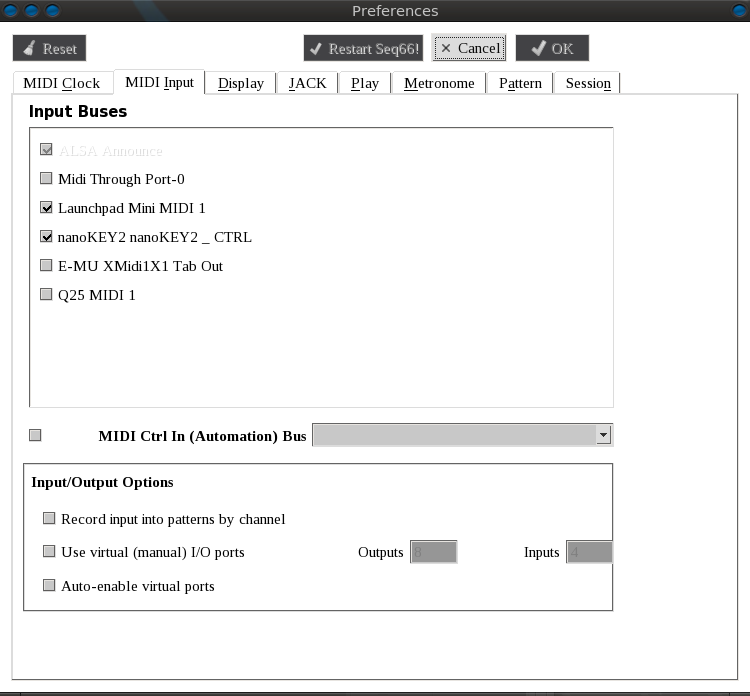 Preferences
Reset Restart Seq66! Cancel OK
MIDI Clock MIDI Input Display JACK Play Metronome Pattern Session
Input Buses
ALSA Announce
Midi Through Port-0
Launchpad Mini MIDI 1
nanoKEY2 nanoKEY2 _ CTRL
E-MU XMidi1X1 Tab Out
Q25 MIDI 1
MIDI Ctrl In (Automation) Bus
Input/Output Options
Record input into patterns by channel
Use virtual (manual) I/O ports Outputs 8 Inputs 4
Auto-enable virtual ports